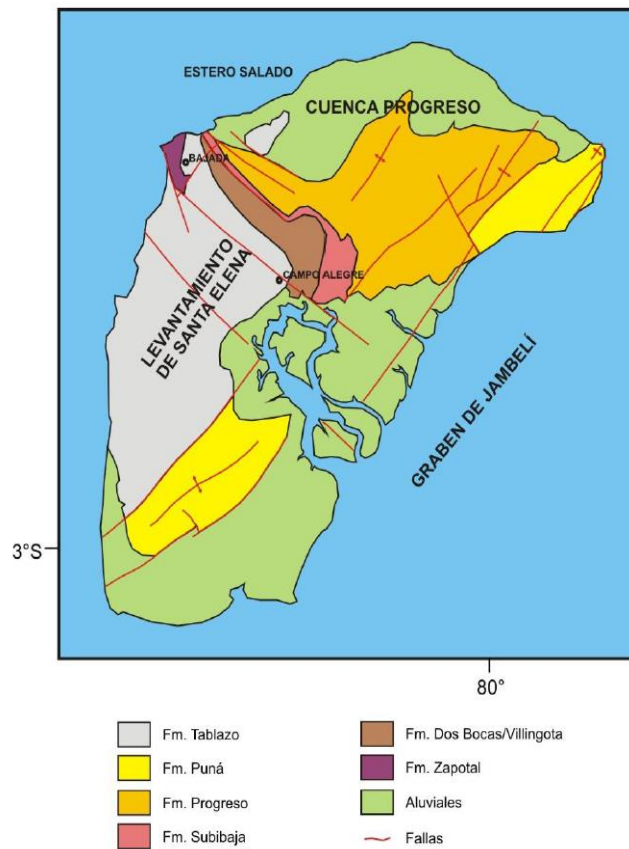 ESTERO SALADO
CUENCA PROGRESO
BAJADA
CAMPO ALEGRE
LEVANTAMIENTO
DE SANTA ELENA
GRABEN DE JAMBELÍ
3°S
80°
Fm. Tablazo
Fm. Puná
Fm. Progreso
Fm. Subibaja
Fm. Dos Bocas/Villingota
Fm. Zapotal
Aluviales
Fallas